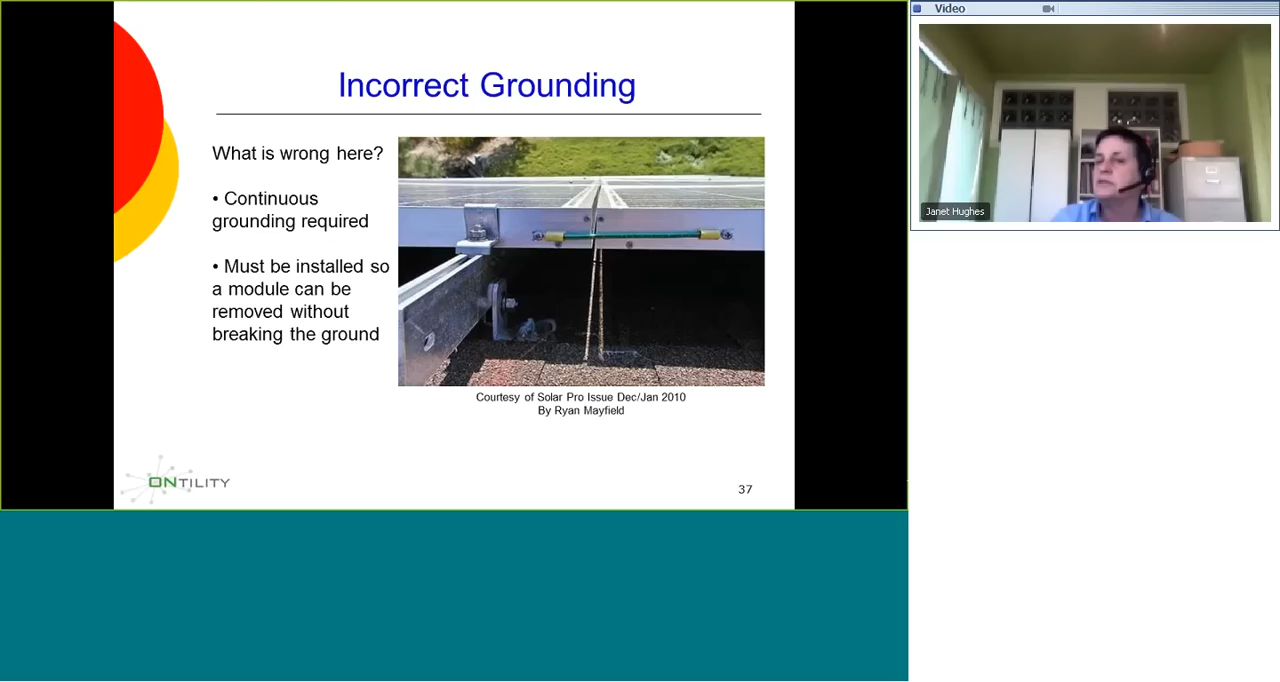 Incorrect Grounding
What is wrong here?
• Continuous
grounding required
• Must be installed so
a module can be
removed without
breaking the ground
Courtesy of Solar Pro Issue Dec/Jan 2010
By Ryan Mayfield
ONTILITY
37
Video
Janet Hughes